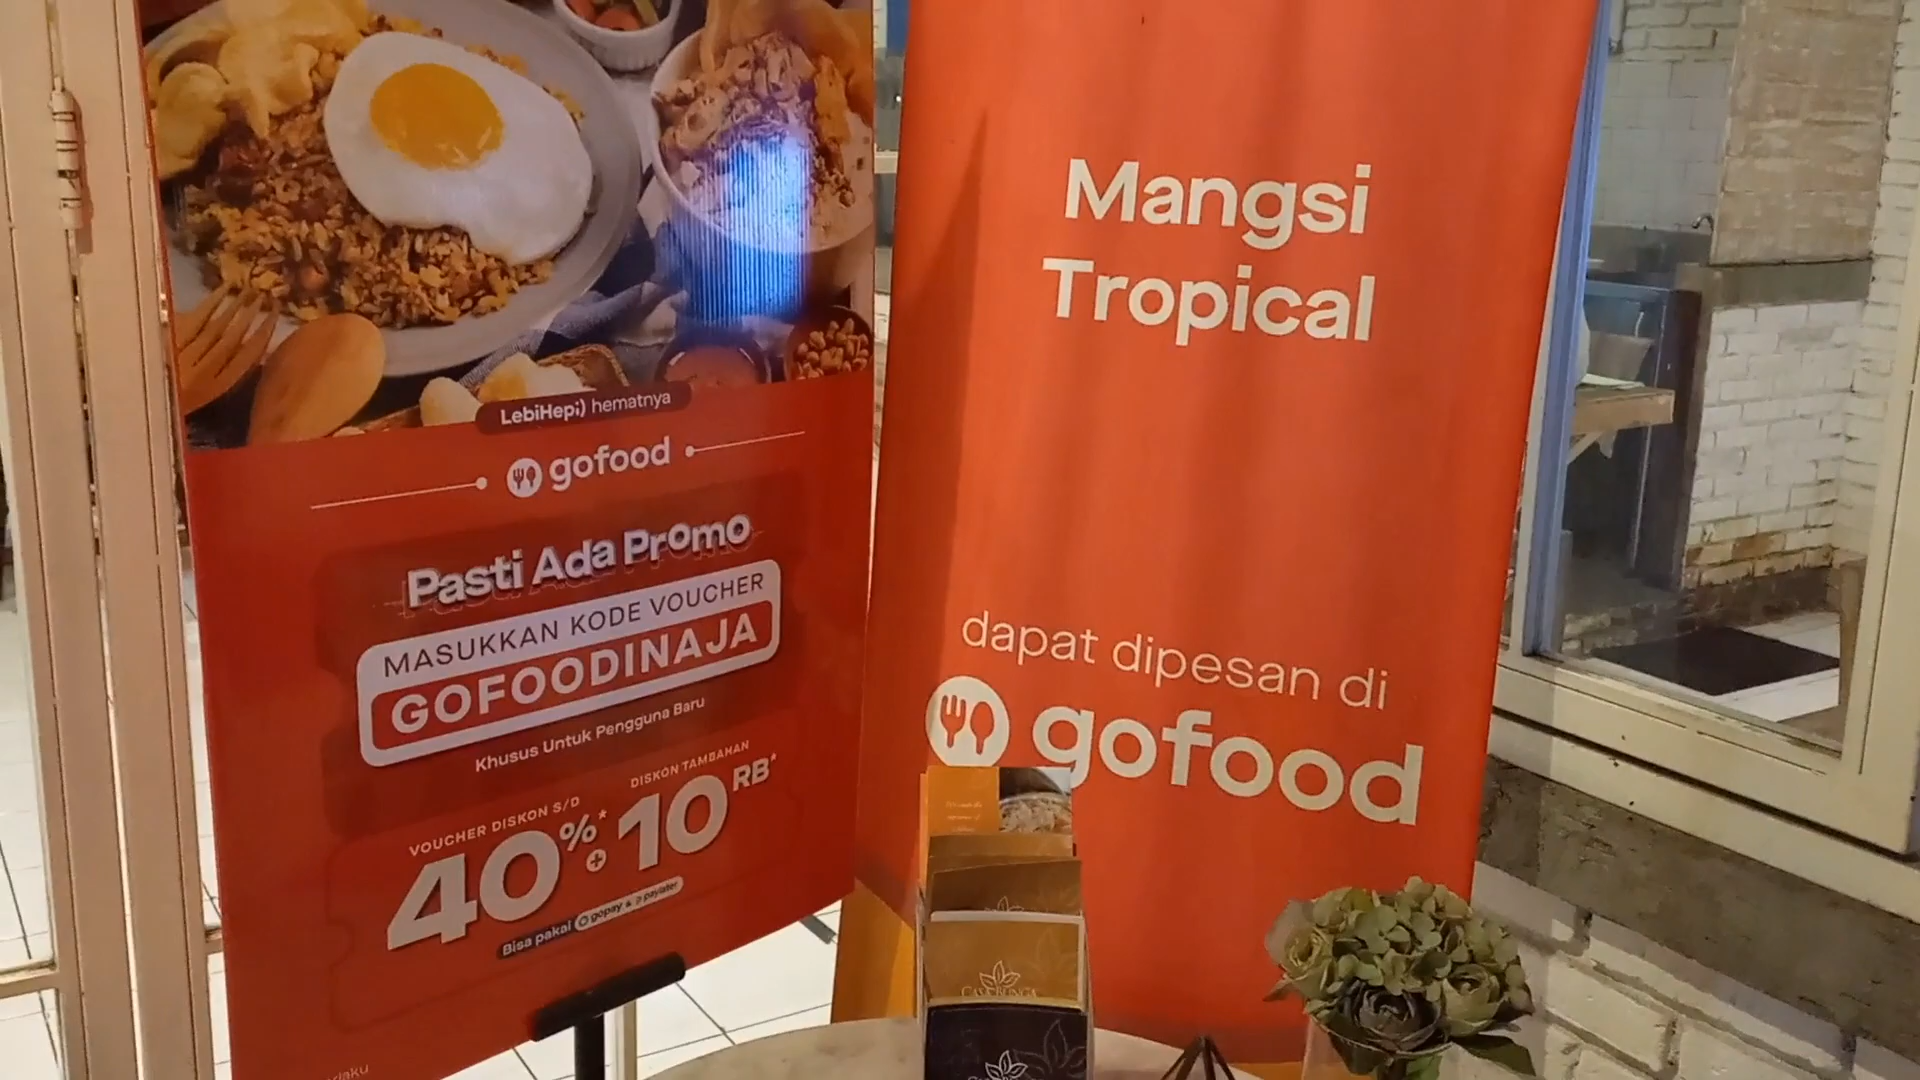 LebiHepi;) hematnya
gofood
Pasti Ada Promo
MASUKKAN KODE VOUCHER
GOFOODINAJA
Khusus Untuk Pengguna Baru
VOUCHER DISKON S/D
40%*
+
DISKON TAMBAHAN
10RB*
Bisa pakai gopay & paylater
Mangsi
Tropical
dapat dipesan di
gofood